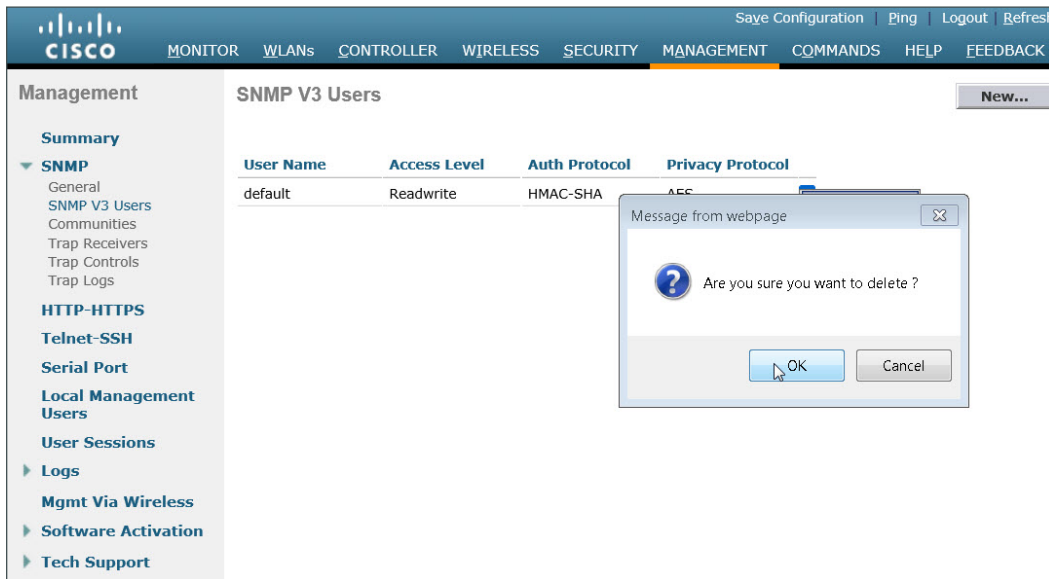 Save Configuration | Ping | Logout | Refresh
CISCO MONITOR WLANs CONTROLLER WIRELESS SECURITY MANAGEMENT COMMANDS HELP FEEDBACK
Management
Summary
SNMP
General
SNMP V3 Users
Communities
Trap Receivers
Trap Controls
Trap Logs
HTTP-HTTPS
Telnet-SSH
Serial Port
Local Management
Users
User Sessions
Logs
Mgmt Via Wireless
Software Activation
Tech Support
SNMP V3 Users
New...
User Name Access Level Auth Protocol Privacy Protocol
default Readwrite HMAC-SHA AES
Message from webpage
Are you sure you want to delete ?
OK Cancel